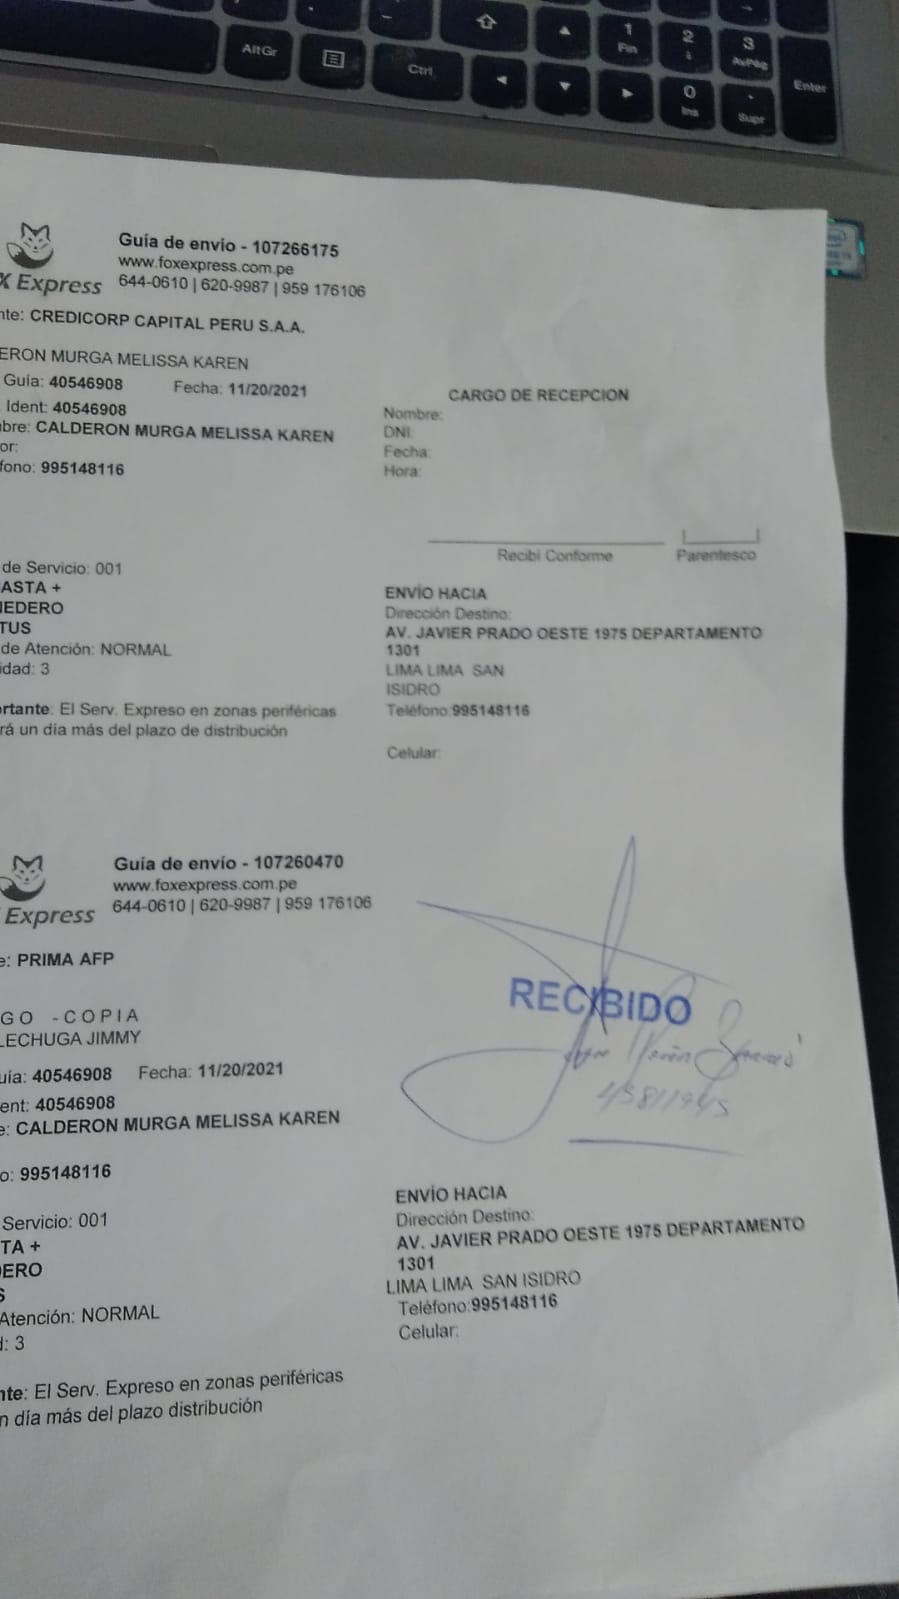 AltGr
Ctrl
1
Fin
2
3
AvPág
Enter
0
Ins
.
Supr
Guía de envío - 107266175
www.foxexpress.com.pe
X Express 644-0610 | 620-9987 | 959 176106
nte: CREDICORP CAPITAL PERU S.A.A.
ERON MURGA MELISSA KAREN
Guía: 40546908 Fecha: 11/20/2021
Ident: 40546908
bre: CALDERON MURGA MELISSA KAREN
or:
fono: 995148116
CARGO DE RECEPCION
Nombre:
DNI:
Fecha:
Hora:
Recibí Conforme Parentesco
de Servicio: 001
ASTA +
NEDERO
TUS
de Atención: NORMAL
idad: 3
rtante: El Serv. Expreso en zonas periféricas
rá un día más del plazo de distribución
ENVÍO HACIA
Dirección Destino:
AV. JAVIER PRADO OESTE 1975 DEPARTAMENTO
1301
LIMA LIMA SAN
ISIDRO
Teléfono:995148116
Celular:
Guía de envío - 107260470
www.foxexpress.com.pe
Express 644-0610 | 620-9987 | 959 176106
e: PRIMA AFP
GO - COPIA
LECHUGA JIMMY
uía: 40546908 Fecha: 11/20/2021
ent: 40546908
e: CALDERON MURGA MELISSA KAREN
o: 995148116
RECIBIDO
45811945
Servicio: 001
TA +
DERO
S
Atención: NORMAL
d: 3
nte: El Serv. Expreso en zonas periféricas
n día más del plazo distribución
ENVÍO HACIA
Dirección Destino:
AV. JAVIER PRADO OESTE 1975 DEPARTAMENTO
1301
LIMA LIMA SAN ISIDRO
Teléfono:995148116
Celular: